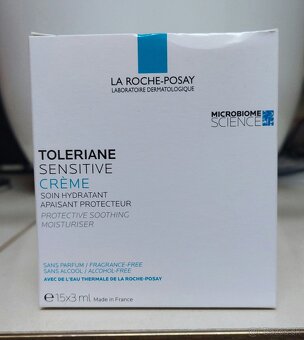 LA ROCHE-POSAY
LABORATOIRE DERMATOLOGIQUE
MICROBIOME
SCIENCE
TOLERIANE
SENSITIVE
CRÈME
SOIN HYDRATANT
APAISANT PROTECTEUR
PROTECTIVE SOOTHING
MOISTURISER
SANS PARFUM / FRAGRANCE-FREE
SANS ALCOOL / ALCOHOL-FREE
AVEC DE L'EAU THERMALE DE LA ROCHE-POSAY
e 15x3 ml Made in France